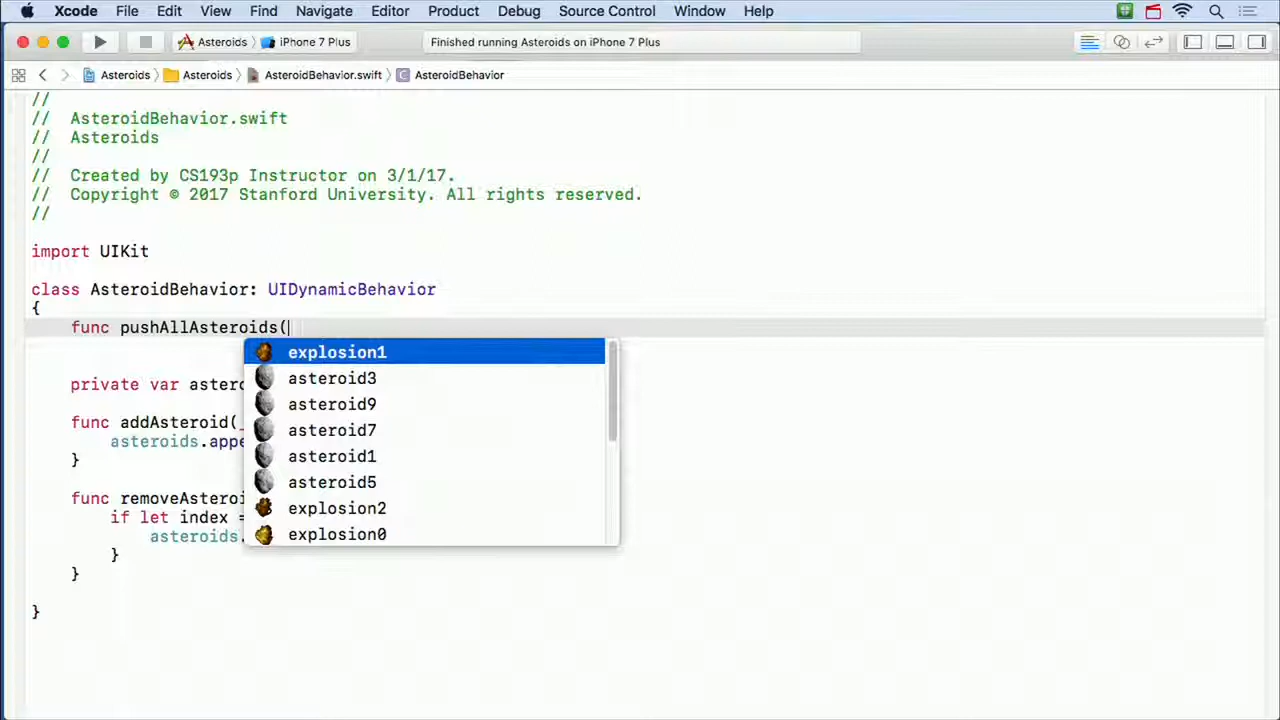 Xcode File Edit View Find Navigate Editor Product Debug Source Control Window Help
Asteroids iPhone 7 Plus Finished running Asteroids on iPhone 7 Plus
Asteroids Asteroids AsteroidBehavior.swift C AsteroidBehavior
//
// AsteroidBehavior.swift
// Asteroids
//
// Created by CS193p Instructor on 3/1/17.
// Copyright © 2017 Stanford University. All rights reserved.
//
import UIKit
class AsteroidBehavior: UIDynamicBehavior
{
func pushAllAsteroids(
explosion1
asteroid3
private var astero
asteroid9
func addAsteroid(_
asteroid7
asteroids.appe
asteroid1
}
asteroid5
func removeAsteroi
explosion2
if let index =
explosion0
asteroids.
}
}
}